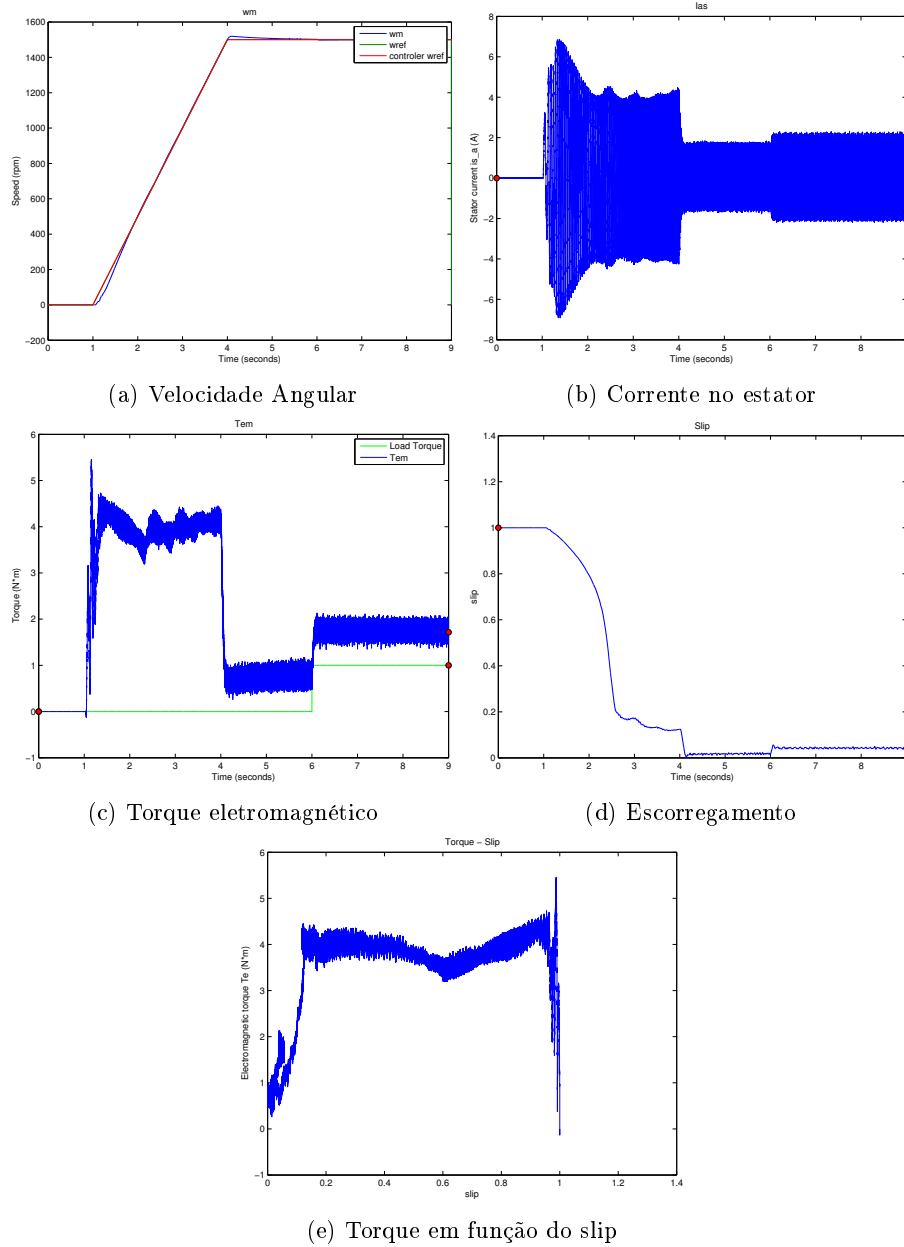 wm
1600
1400
1200
1000
800
600
400
200
0
−200
0 1 2 3 4 5 6 7 8 9
Speed (rpm)
Time (seconds)
wm
wref
controler wref
(a) Velocidade Angular
Ias
8
6
4
2
0
−2
−4
−6
−8
0 1 2 3 4 5 6 7 8
Stator current is_a (A)
Time (seconds)
(b) Corrente no estator
Tem
6
5
4
3
2
1
0
−1
0 1 2 3 4 5 6 7 8 9
Torque (N*m)
Time (seconds)
Load Torque
Tem
(c) Torque eletromagnético
Slip
1.4
1.2
1
0.8
0.6
0.4
0.2
0
0 1 2 3 4 5 6 7 8
slip
Time (seconds)
(d) Escorregamento
Torque − Slip
6
5
4
3
2
1
0
−1
0 0.2 0.4 0.6 0.8 1 1.2 1.4
Electromagnetic torque Te (N*m)
slip
(e) Torque em função do slip